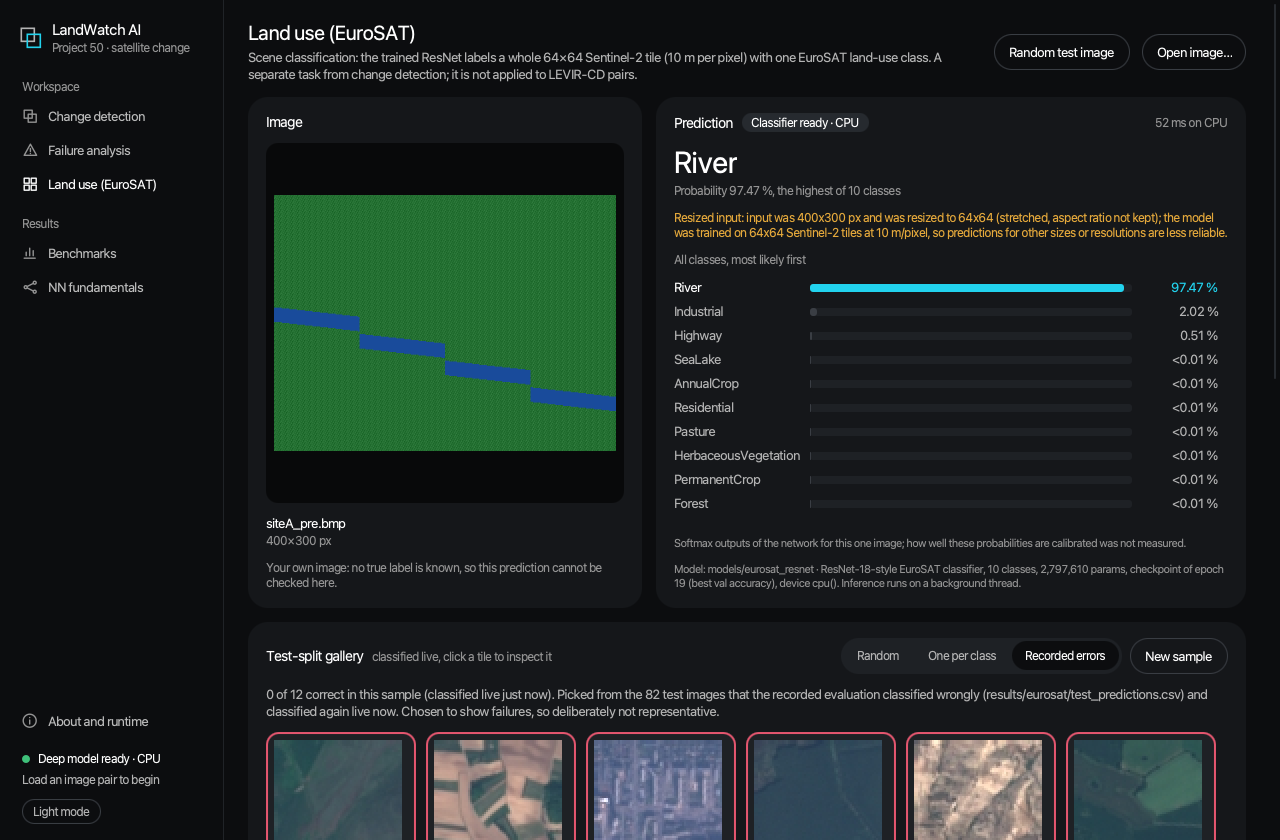 LandWatch AI
Project 50 · satellite change
Workspace
Change detection
Failure analysis
Land use (EuroSAT)
Results
Benchmarks
NN fundamentals
About and runtime
Deep model ready · CPU
Load an image pair to begin
Light mode
Land use (EuroSAT)
Scene classification: the trained ResNet labels a whole 64×64 Sentinel-2 tile (10 m per pixel) with one EuroSAT land-use class. A
separate task from change detection; it is not applied to LEVIR-CD pairs.
Random test image
Open image...
Image
siteA_pre.bmp
400×300 px
Your own image: no true label is known, so this prediction cannot be
checked here.
Prediction
Classifier ready · CPU
52 ms on CPU
River
Probability 97.47 %, the highest of 10 classes
Resized input: input was 400x300 px and was resized to 64x64 (stretched, aspect ratio not kept); the model
was trained on 64x64 Sentinel-2 tiles at 10 m/pixel, so predictions for other sizes or resolutions are less reliable.
All classes, most likely first
River 97.47 %
Industrial 2.02 %
Highway 0.51 %
SeaLake <0.01 %
AnnualCrop <0.01 %
Residential <0.01 %
Pasture <0.01 %
HerbaceousVegetation <0.01 %
PermanentCrop <0.01 %
Forest <0.01 %
Softmax outputs of the network for this one image; how well these probabilities are calibrated was not measured.
Model: models/eurosat_resnet · ResNet-18-style EuroSAT classifier, 10 classes, 2,797,610 params, checkpoint of epoch
19 (best val accuracy), device cpu(). Inference runs on a background thread.
Test-split gallery
classified live, click a tile to inspect it
Random
One per class
Recorded errors
New sample
0 of 12 correct in this sample (classified live just now). Picked from the 82 test images that the recorded evaluation classified wrongly (results/eurosat/test_predictions.csv) and
classified again live now. Chosen to show failures, so deliberately not representative.